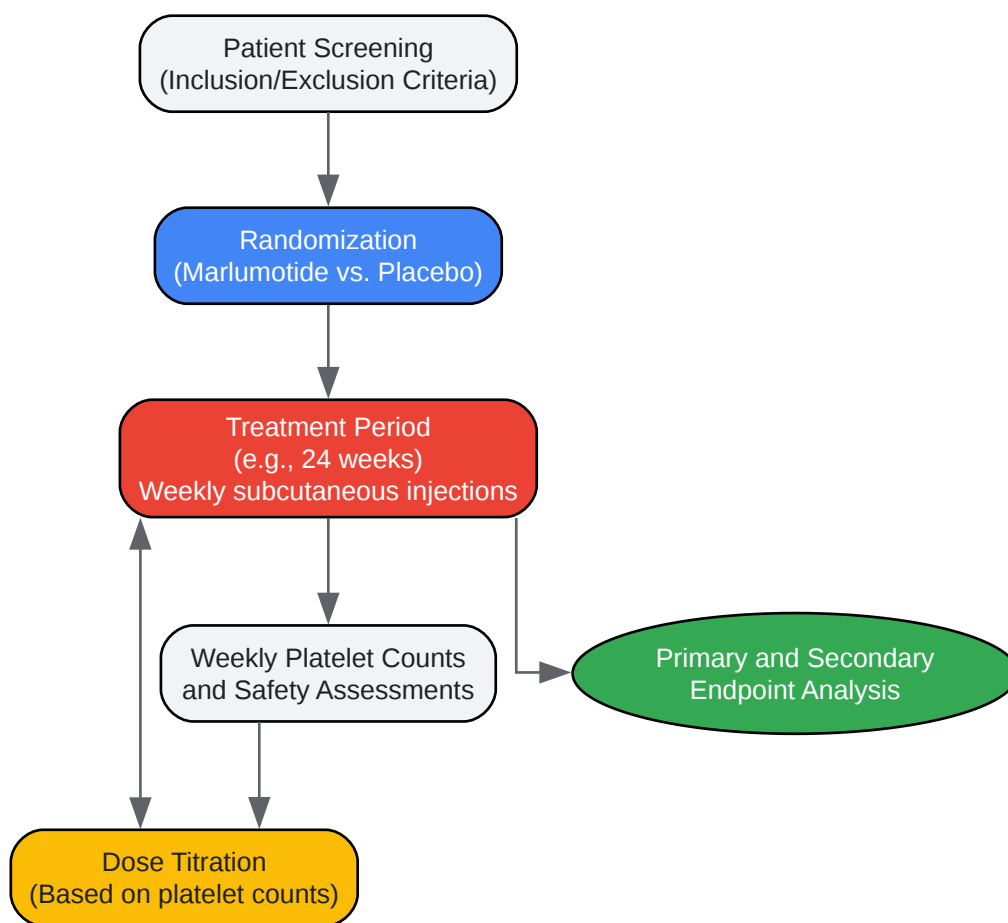 Patient Screening
(Inclusion/Exclusion Criteria)
Randomization
(Marlumotide vs. Placebo)
Treatment Period
(e.g., 24 weeks)
Weekly subcutaneous injections
Weekly Platelet Counts
and Safety Assessments
Primary and Secondary
Endpoint Analysis
Dose Titration
(Based on platelet counts)